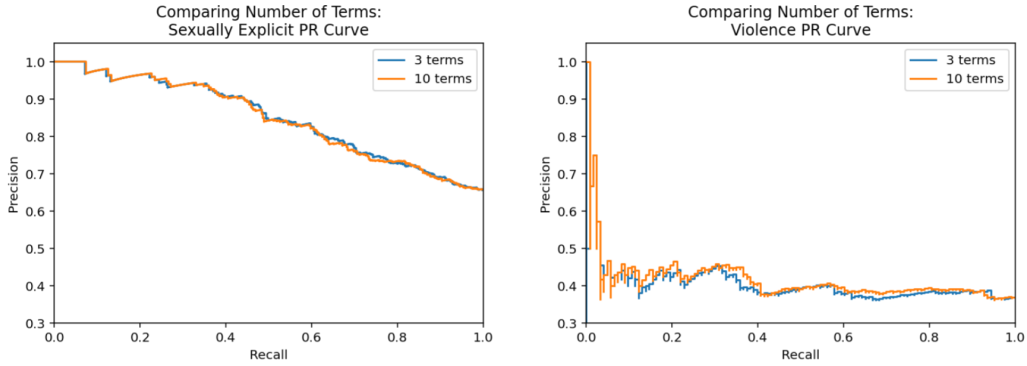 Comparing Number of Terms:
Sexually Explicit PR Curve
1.0
0.9
0.8
0.7
0.6
0.5
0.4
0.3
Precision
0.0 0.2 0.4 0.6 0.8 1.0
Recall
3 terms
10 terms
Comparing Number of Terms:
Violence PR Curve
1.0
0.9
0.8
0.7
0.6
0.5
0.4
0.3
Precision
0.0 0.2 0.4 0.6 0.8 1.0
Recall
3 terms
10 terms